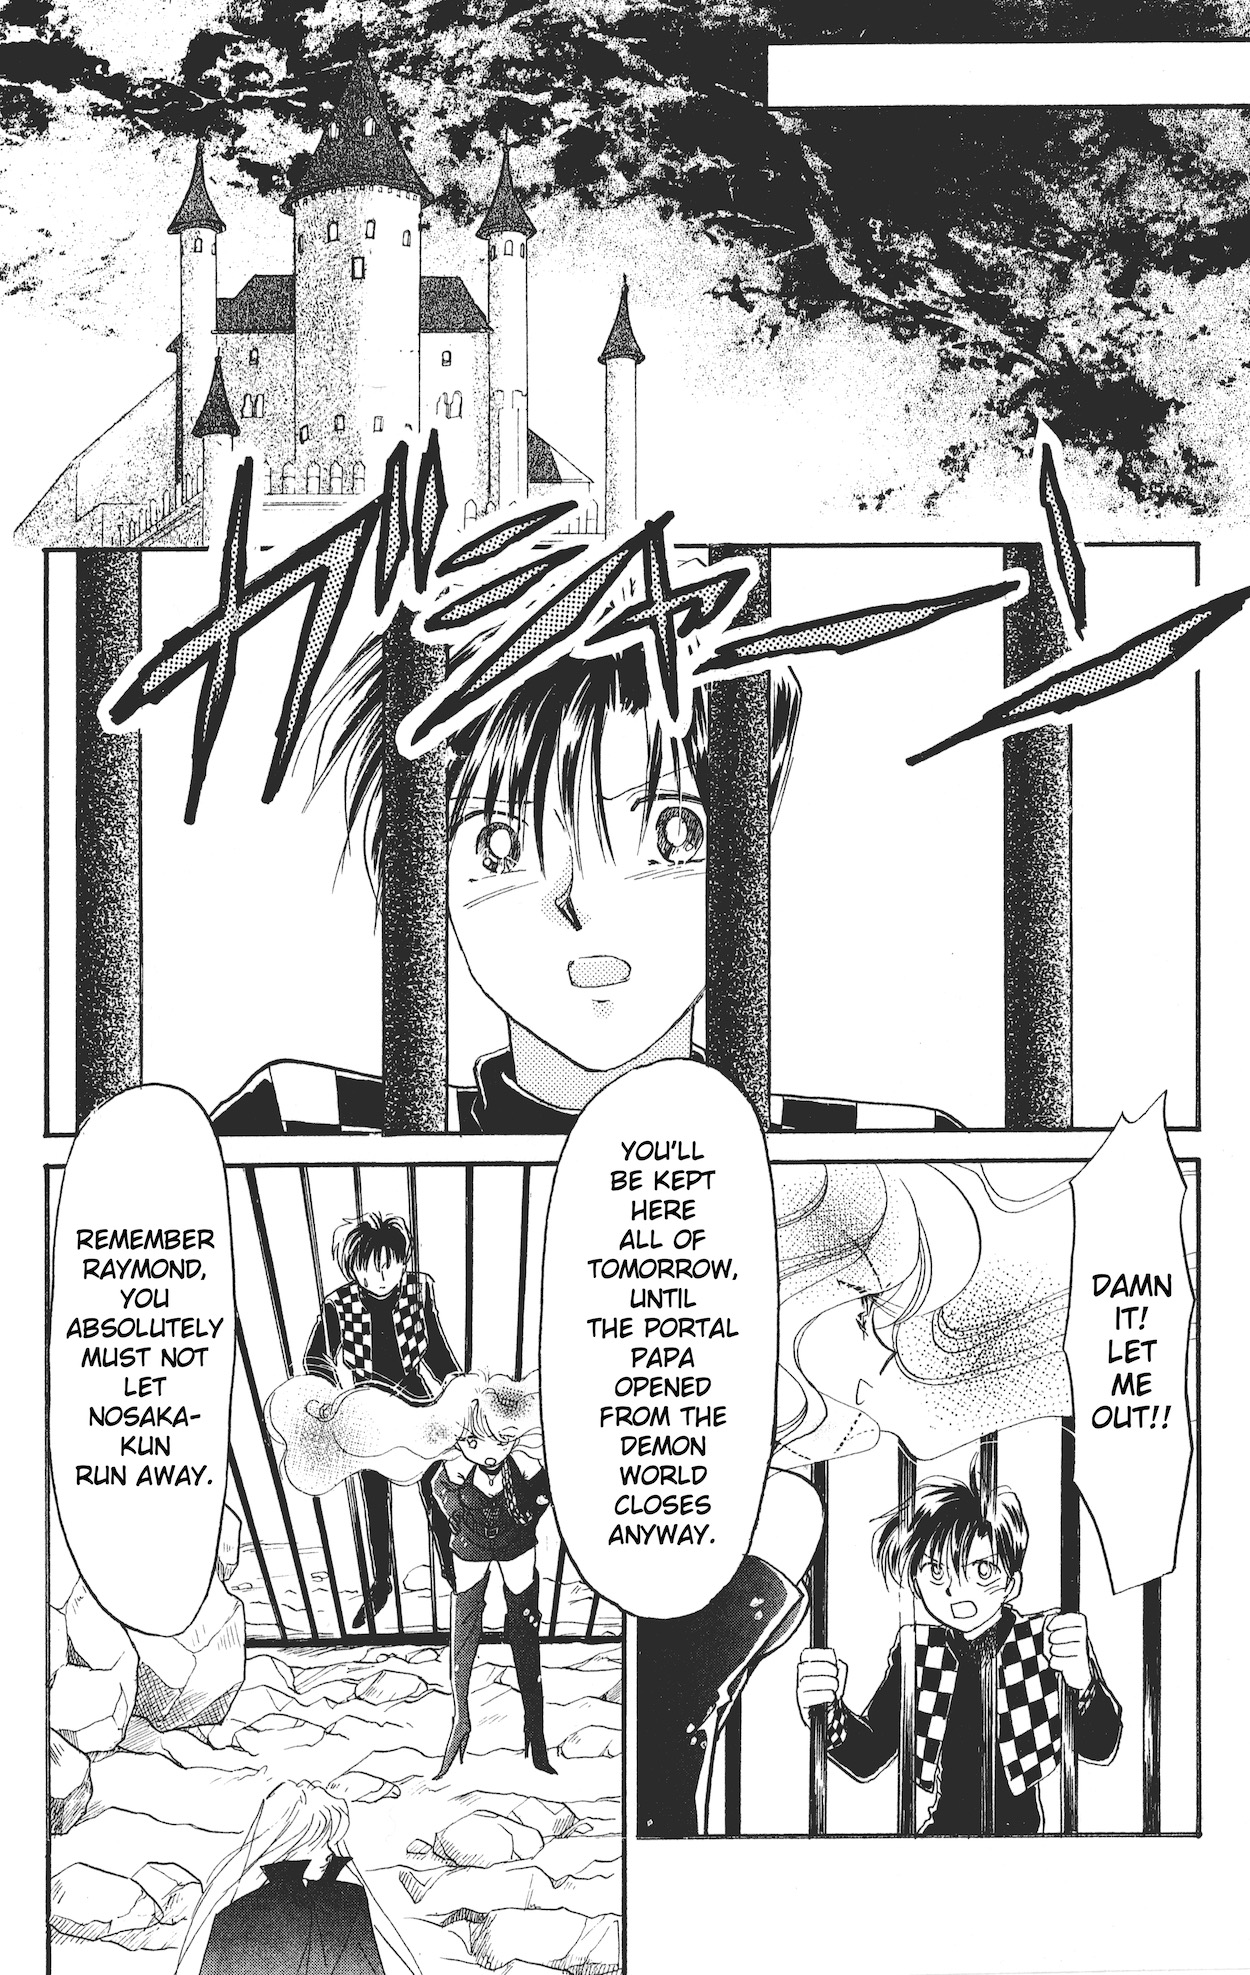 ガシャーン
DAMN
IT!
LET
ME
OUT!!
YOU'LL
BE KEPT
HERE
ALL OF
TOMORROW,
UNTIL
THE PORTAL
PAPA
OPENED
FROM THE
DEMON
WORLD
CLOSES
ANYWAY.
REMEMBER
RAYMOND,
YOU
ABSOLUTELY
MUST NOT
LET
NOSAKA-
KUN
RUN AWAY.